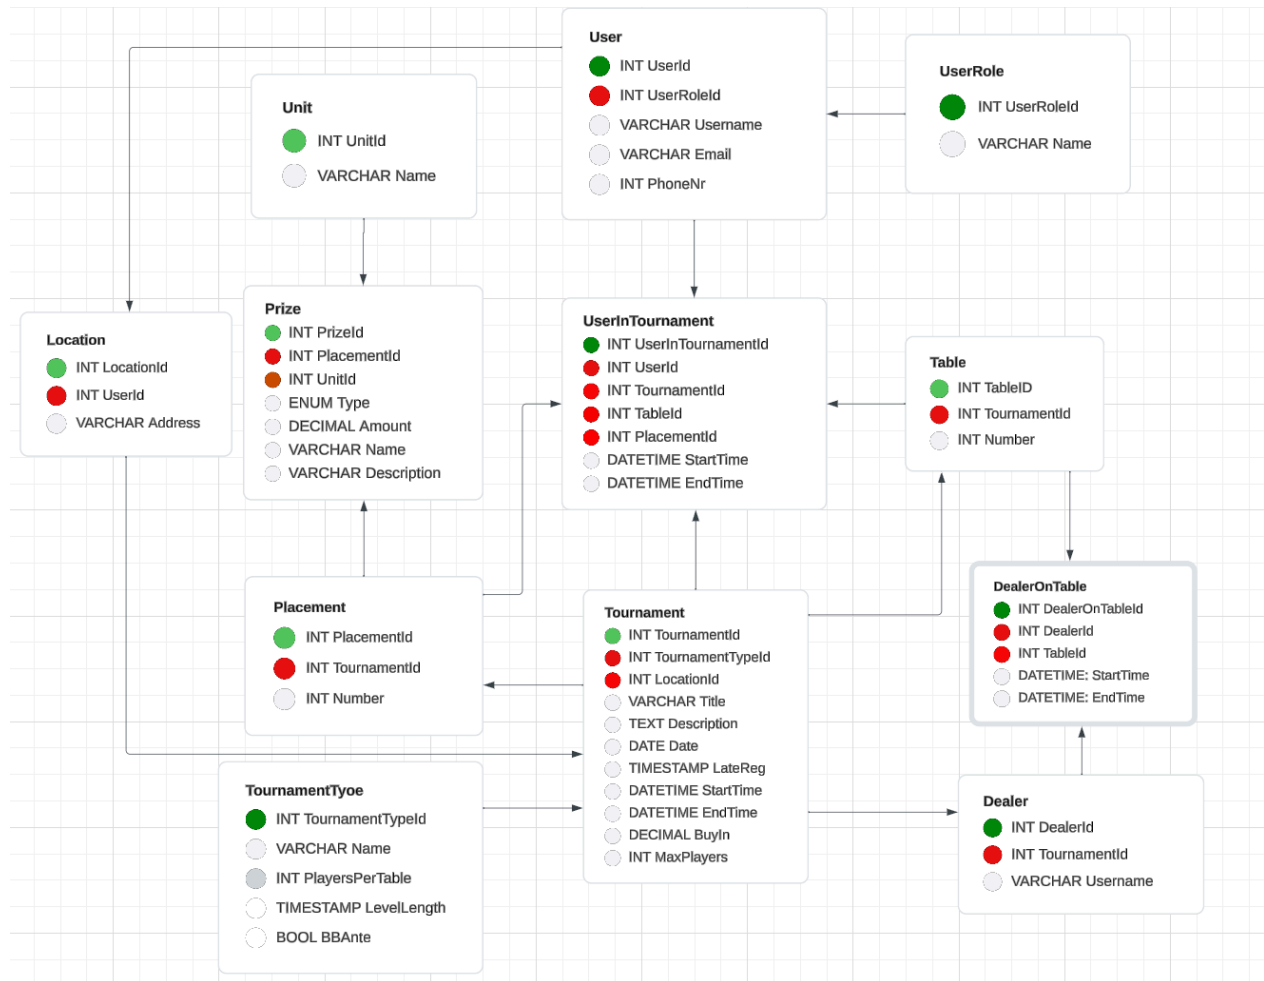 User
INT UserId
INT UserRoleId
VARCHAR Username
VARCHAR Email
INT PhoneNr
UserRole
INT UserRoleId
VARCHAR Name
Unit
INT UnitId
VARCHAR Name
Location
INT LocationId
INT UserId
VARCHAR Address
Prize
INT PrizeId
INT PlacementId
INT UnitId
ENUM Type
DECIMAL Amount
VARCHAR Name
VARCHAR Description
UserInTournament
INT UserInTournamentId
INT UserId
INT TournamentId
INT TableId
INT PlacementId
DATETIME StartTime
DATETIME EndTime
Table
INT TableID
INT TournamentId
INT Number
Placement
INT PlacementId
INT TournamentId
INT Number
Tournament
INT TournamentId
INT TournamentTypeId
INT LocationId
VARCHAR Title
TEXT Description
DATE Date
TIMESTAMP LateReg
DATETIME StartTime
DATETIME EndTime
DECIMAL BuyIn
INT MaxPlayers
DealerOnTable
INT DealerOnTableId
INT DealerId
INT TableId
DATETIME: StartTime
DATETIME: EndTime
TournamentTyoe
INT TournamentTypeId
VARCHAR Name
INT PlayersPerTable
TIMESTAMP LevelLength
BOOL BBAnte
Dealer
INT DealerId
INT TournamentId
VARCHAR Username